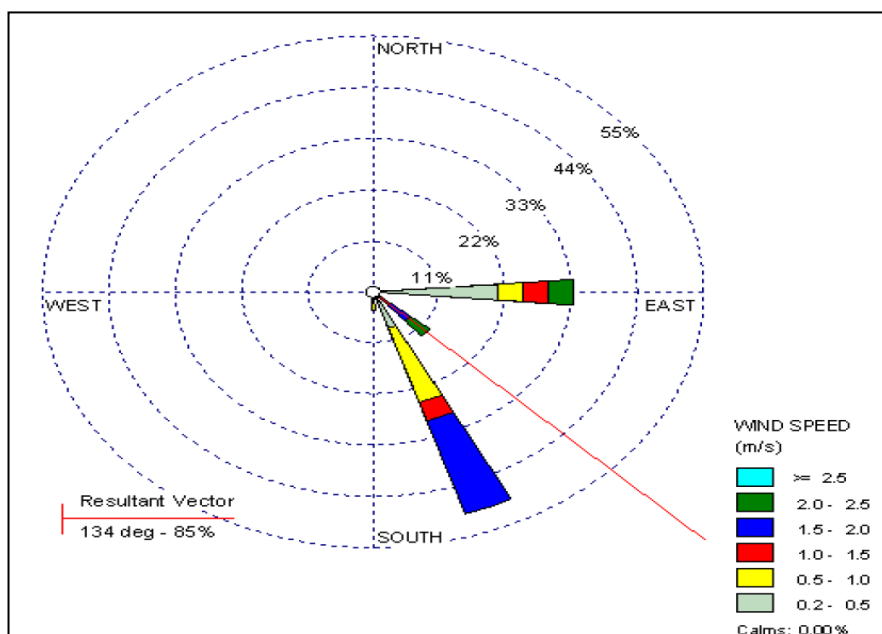 NORTH
55%
44%
33%
22%
11%
WEST
EAST
SOUTH
Resultant Vector
134 deg - 85%
WIND SPEED
(m/s)
>= 2.5
2.0 - 2.5
1.5 - 2.0
1.0 - 1.5
0.5 - 1.0
0.2 - 0.5
Calms: 0.00%